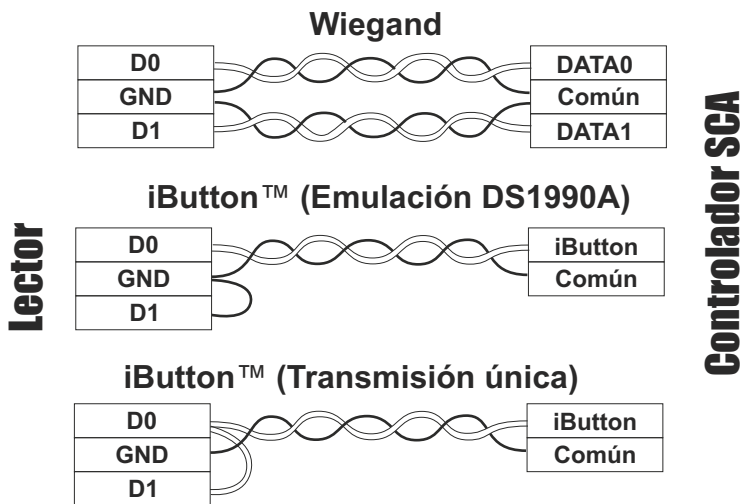 Wiegand
D0
DATA0
GND
Común
D1
DATA1
iButton™ (Emulación DS1990A)
D0
iButton
GND
Común
D1
iButton™ (Transmisión única)
D0
iButton
GND
Común
D1
Lector
Controlador SCA